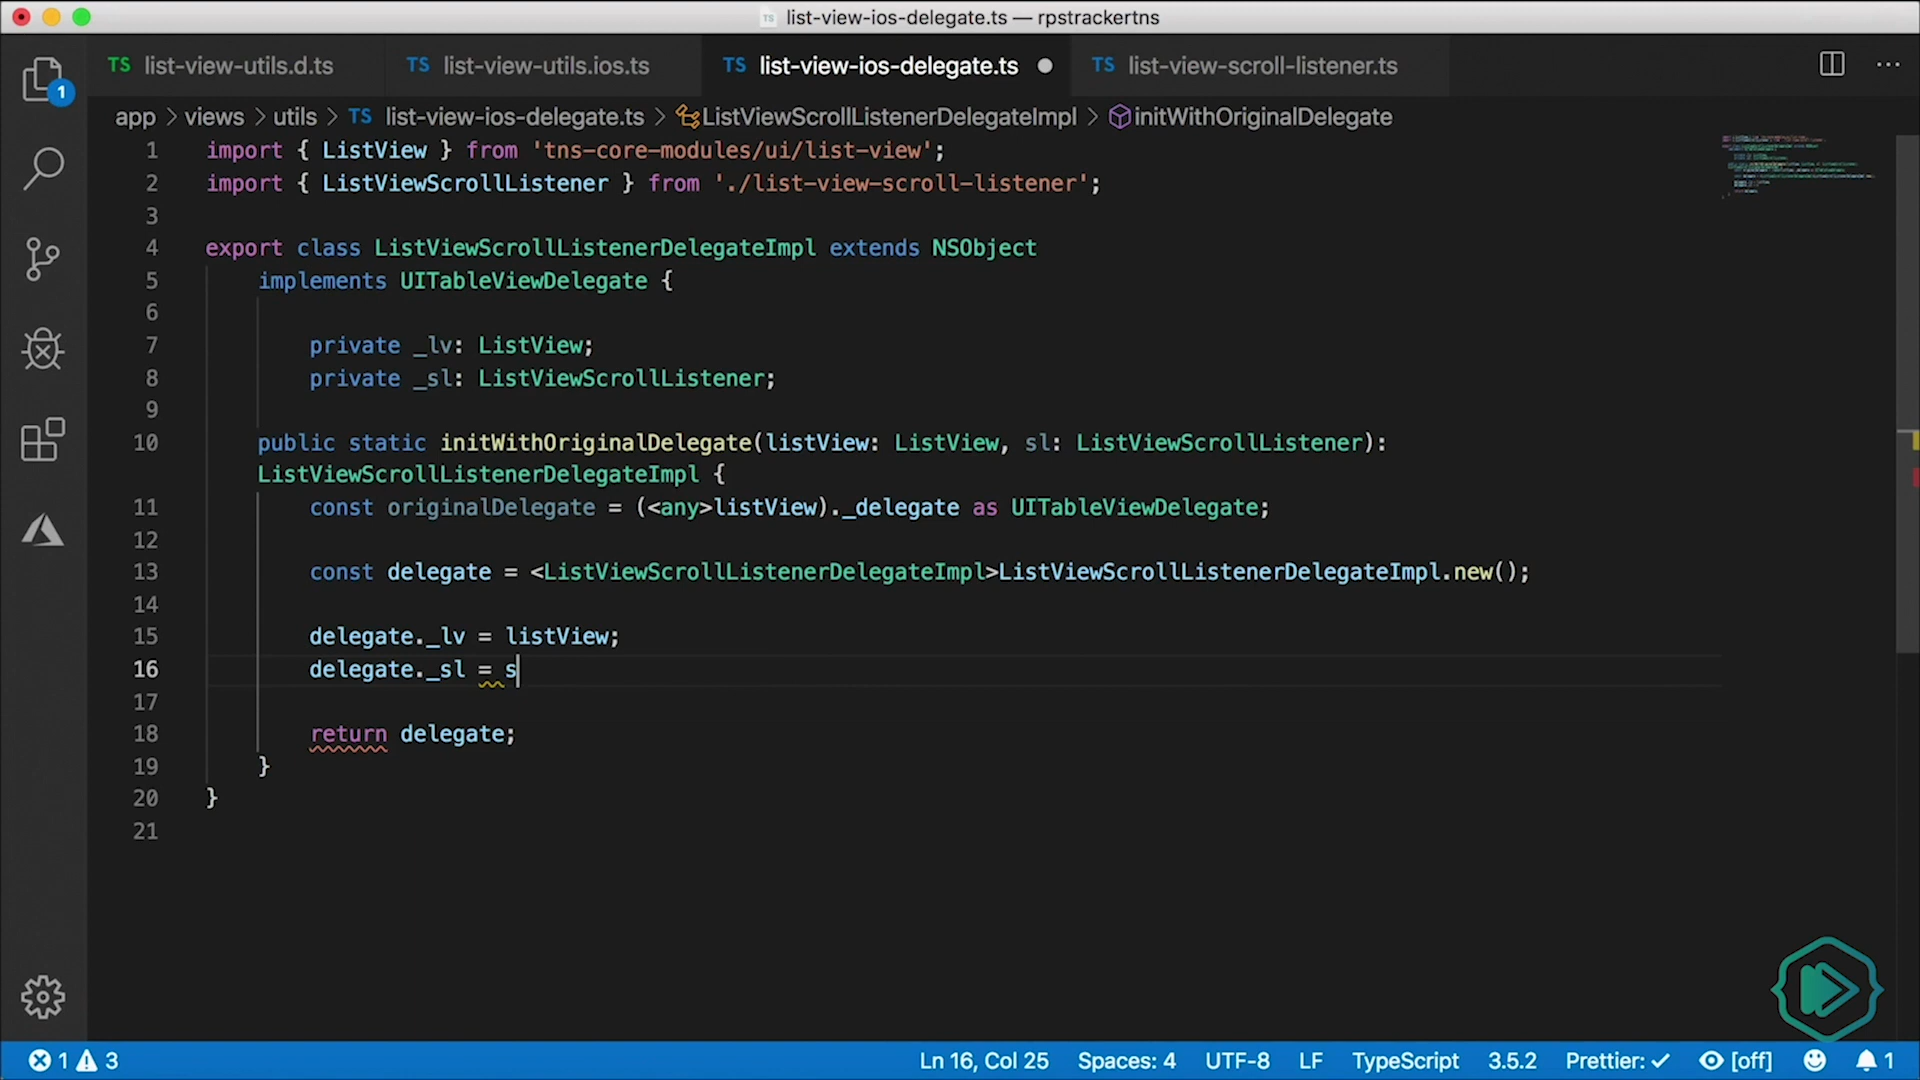 list-view-ios-delegate.ts — rpstrackertns
TS list-view-utils.d.ts TS list-view-utils.ios.ts TS list-view-ios-delegate.ts TS list-view-scroll-listener.ts
1
app > views > utils > TS list-view-ios-delegate.ts > ListViewScrollListenerDelegateImpl > initWithOriginalDelegate
1 import { ListView } from 'tns-core-modules/ui/list-view';
2 import { ListViewScrollListener } from './list-view-scroll-listener';
3
4 export class ListViewScrollListenerDelegateImpl extends NSObject
5 implements UITableViewDelegate {
6
7 private _lv: ListView;
8 private _sl: ListViewScrollListener;
9
10 public static initWithOriginalDelegate(listView: ListView, sl: ListViewScrollListener):
ListViewScrollListenerDelegateImpl {
11 const originalDelegate = (<any>listView)._delegate as UITableViewDelegate;
12
13 const delegate = <ListViewScrollListenerDelegateImpl>ListViewScrollListenerDelegateImpl.new();
14
15 delegate._lv = listView;
16 delegate._sl = s
17
18 return delegate;
19 }
20 }
21
1 3 Ln 16, Col 25 Spaces: 4 UTF-8 LF TypeScript 3.5.2 Prettier: ✓ [off] 1